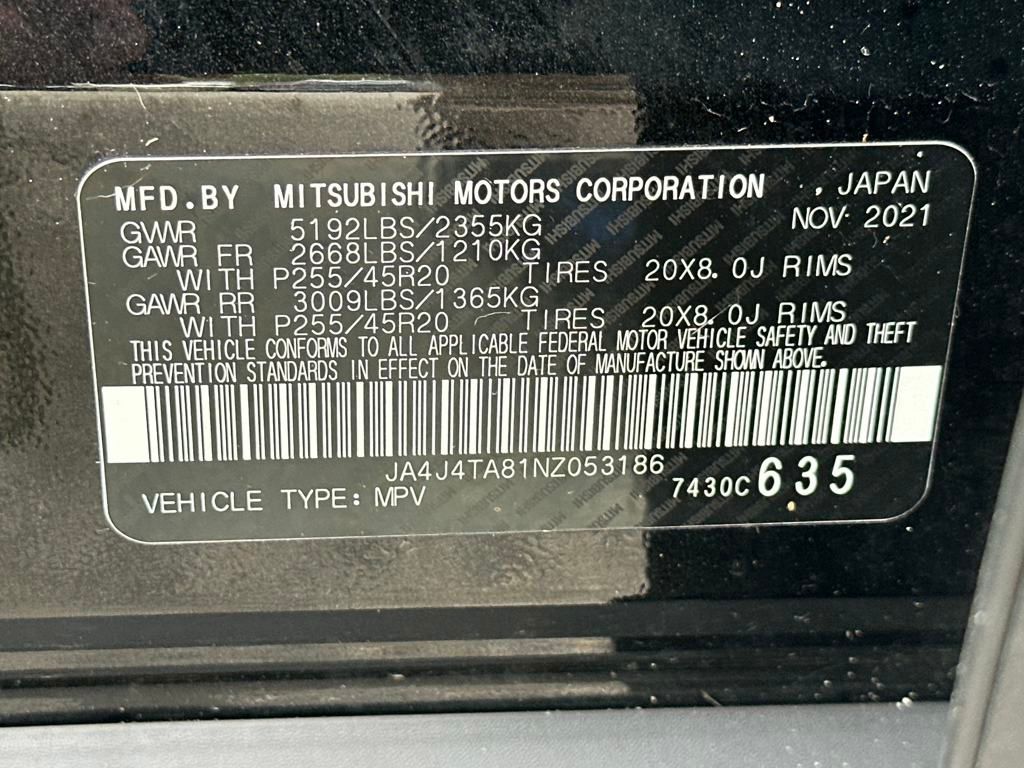 MFD.BY MITSUBISHI MOTORS CORPORATION , JAPAN
GVWR 5192LBS/2355KG NOV 2021
GAWR FR 2668LBS/1210KG
WITH P255/45R20 TIRES 20X8.0J RIMS
GAWR RR 3009LBS/1365KG
WITH P255/45R20 TIRES 20X8.0J RIMS
THIS VEHICLE CONFORMS TO ALL APPLICABLE FEDERAL MOTOR VEHICLE SAFETY AND THEFT
PREVENTION STANDARDS IN EFFECT ON THE DATE OF MANUFACTURE SHOWN ABOVE.
JA4J4TA81NZ053186
VEHICLE TYPE: MPV 7430C 635